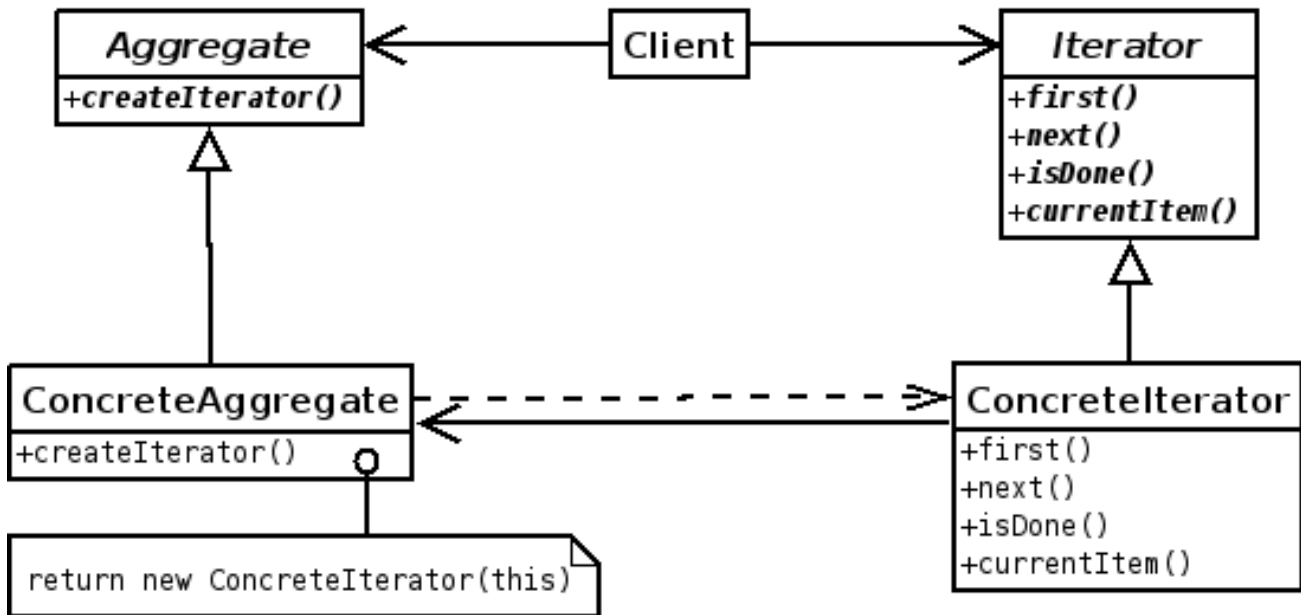 Aggregate
+createIterator()
Client
Iterator
+first()
+next()
+isDone()
+currentItem()
ConcreteAggregate
+createIterator()
return new ConcreteIterator(this)
ConcreteIterator
+first()
+next()
+isDone()
+currentItem()